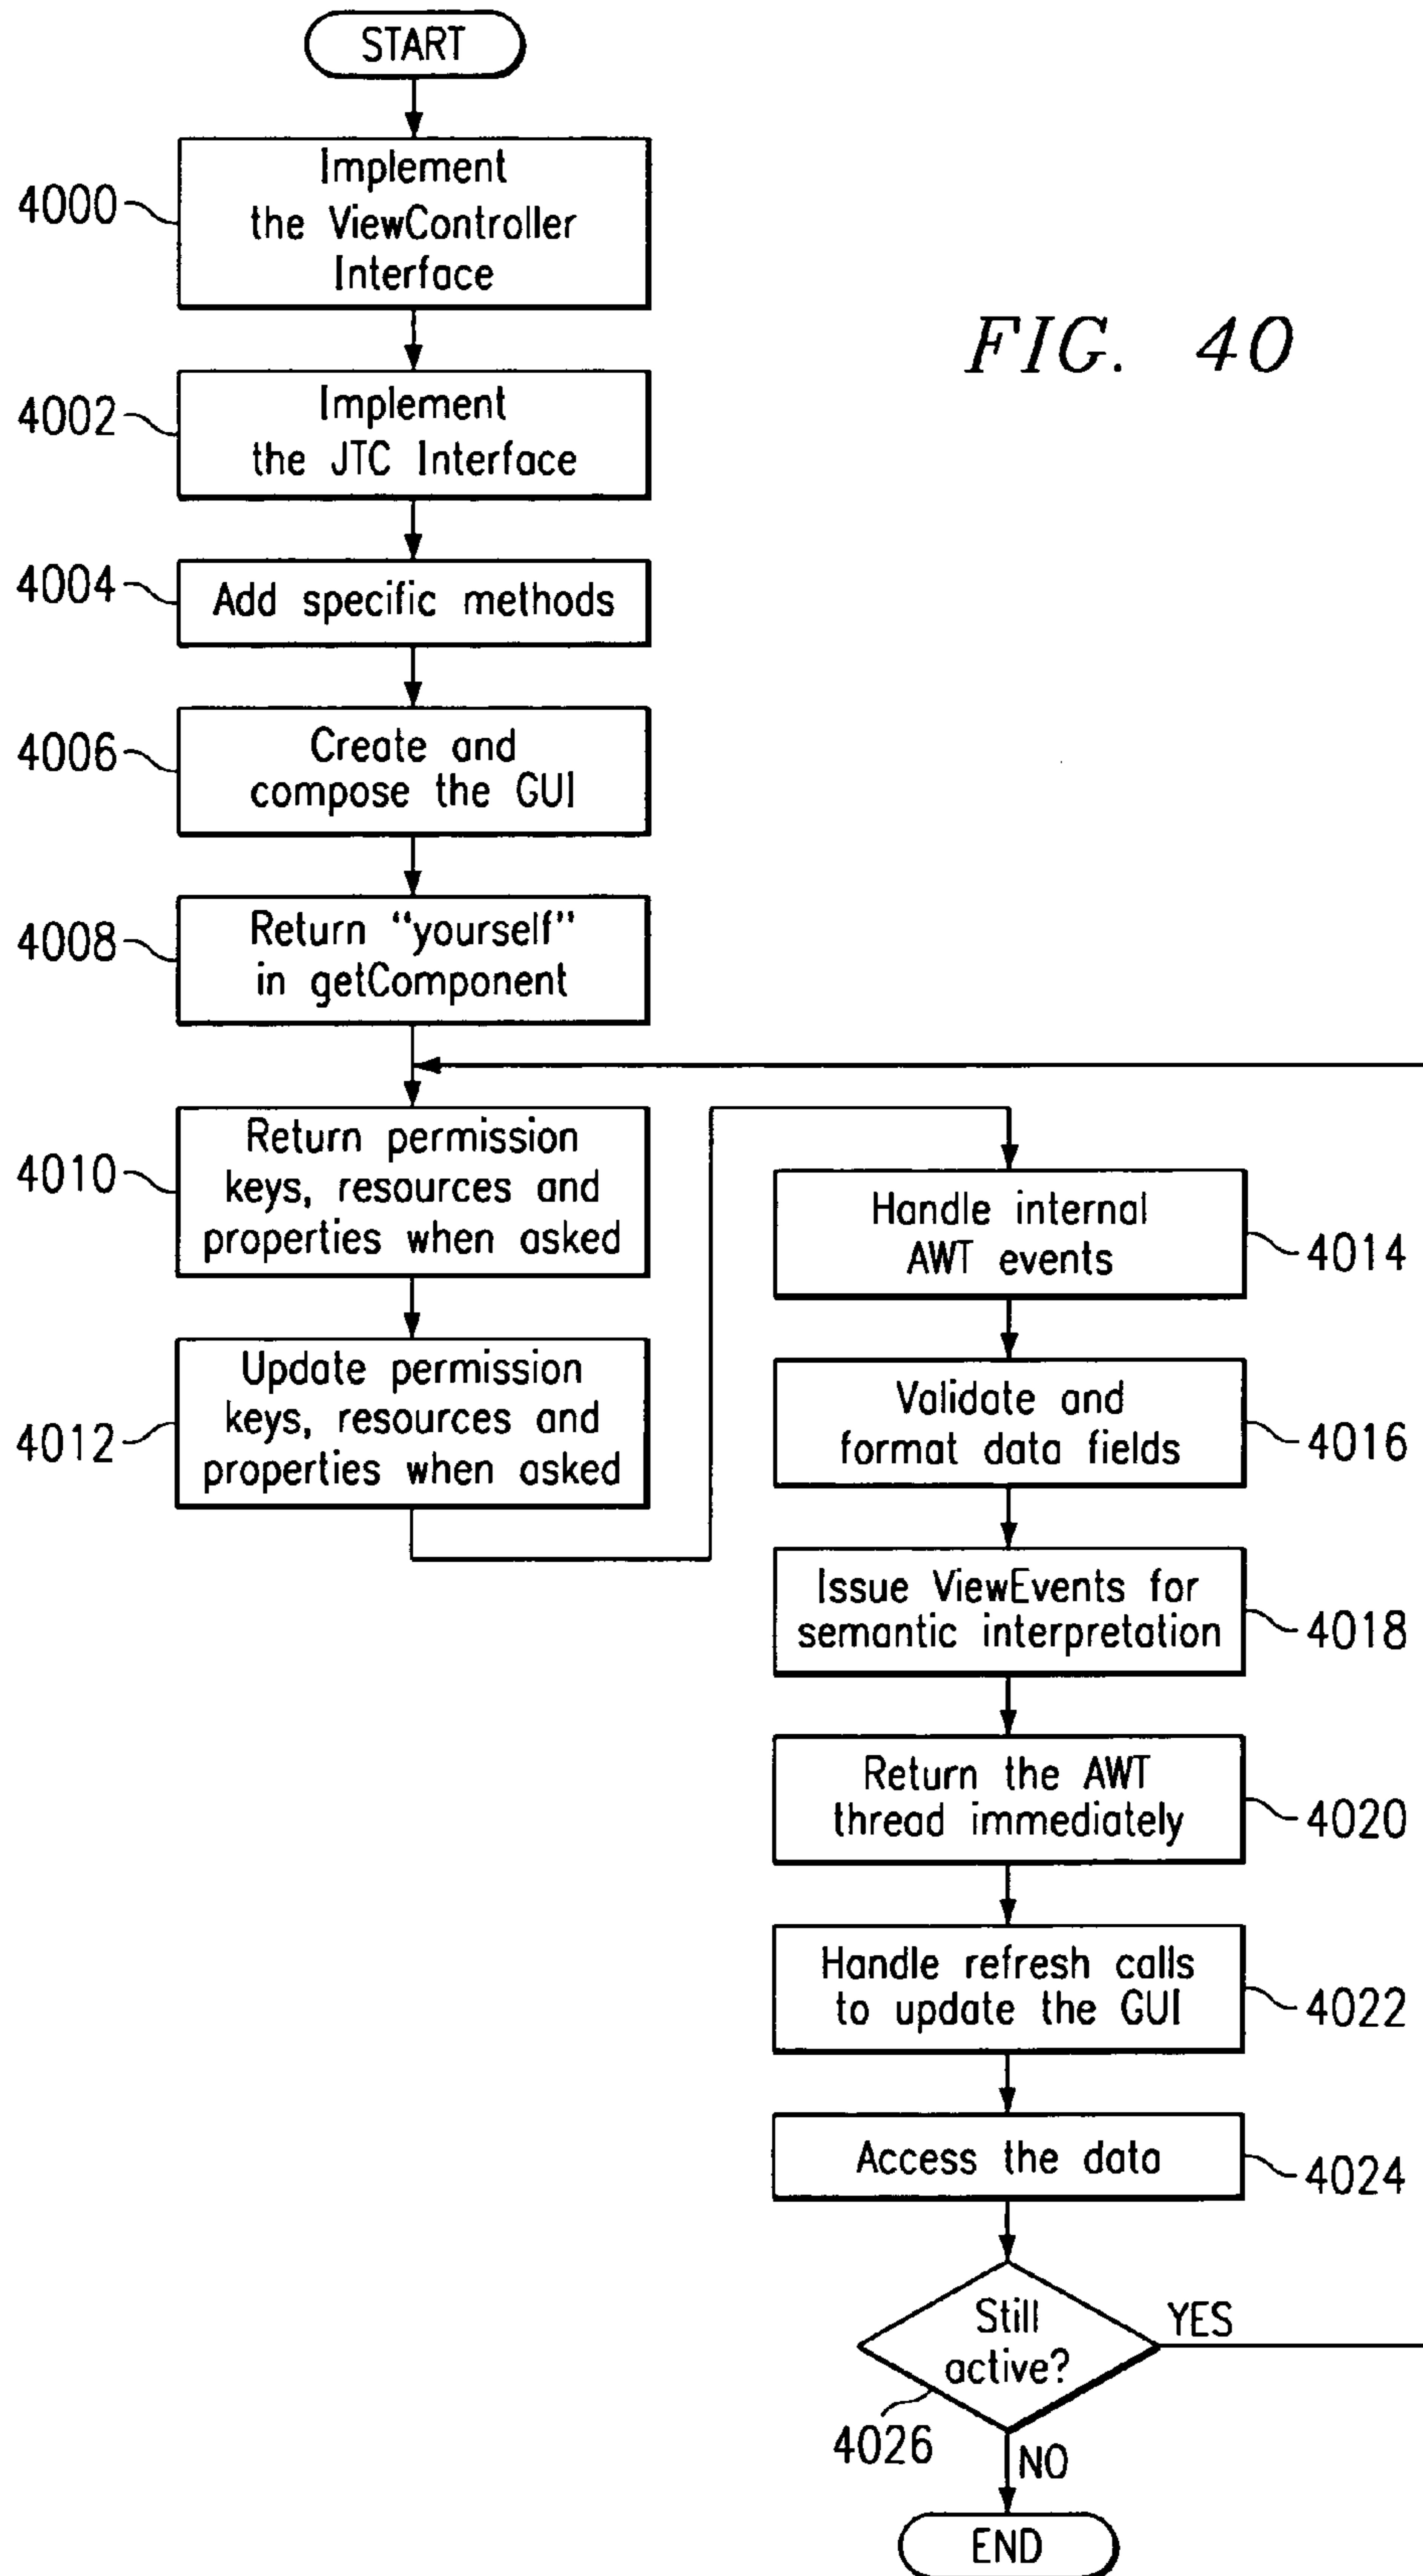 START
4000
Implement
the ViewController
Interface
FIG. 40
4002
Implement
the JTC Interface
4004
Add specific methods
4006
Create and
compose the GUI
4008
Return “yourself”
in getComponent
4010
Return permission
keys, resources and
properties when asked
4012
Update permission
keys, resources and
properties when asked
Handle internal
AWT events
4014
Validate and
format data fields
4016
Issue ViewEvents for
semantic interpretation
4018
Return the AWT
thread immediately
4020
Handle refresh calls
to update the GUI
4022
Access the data
4024
Still
active?
YES
4026
NO
END